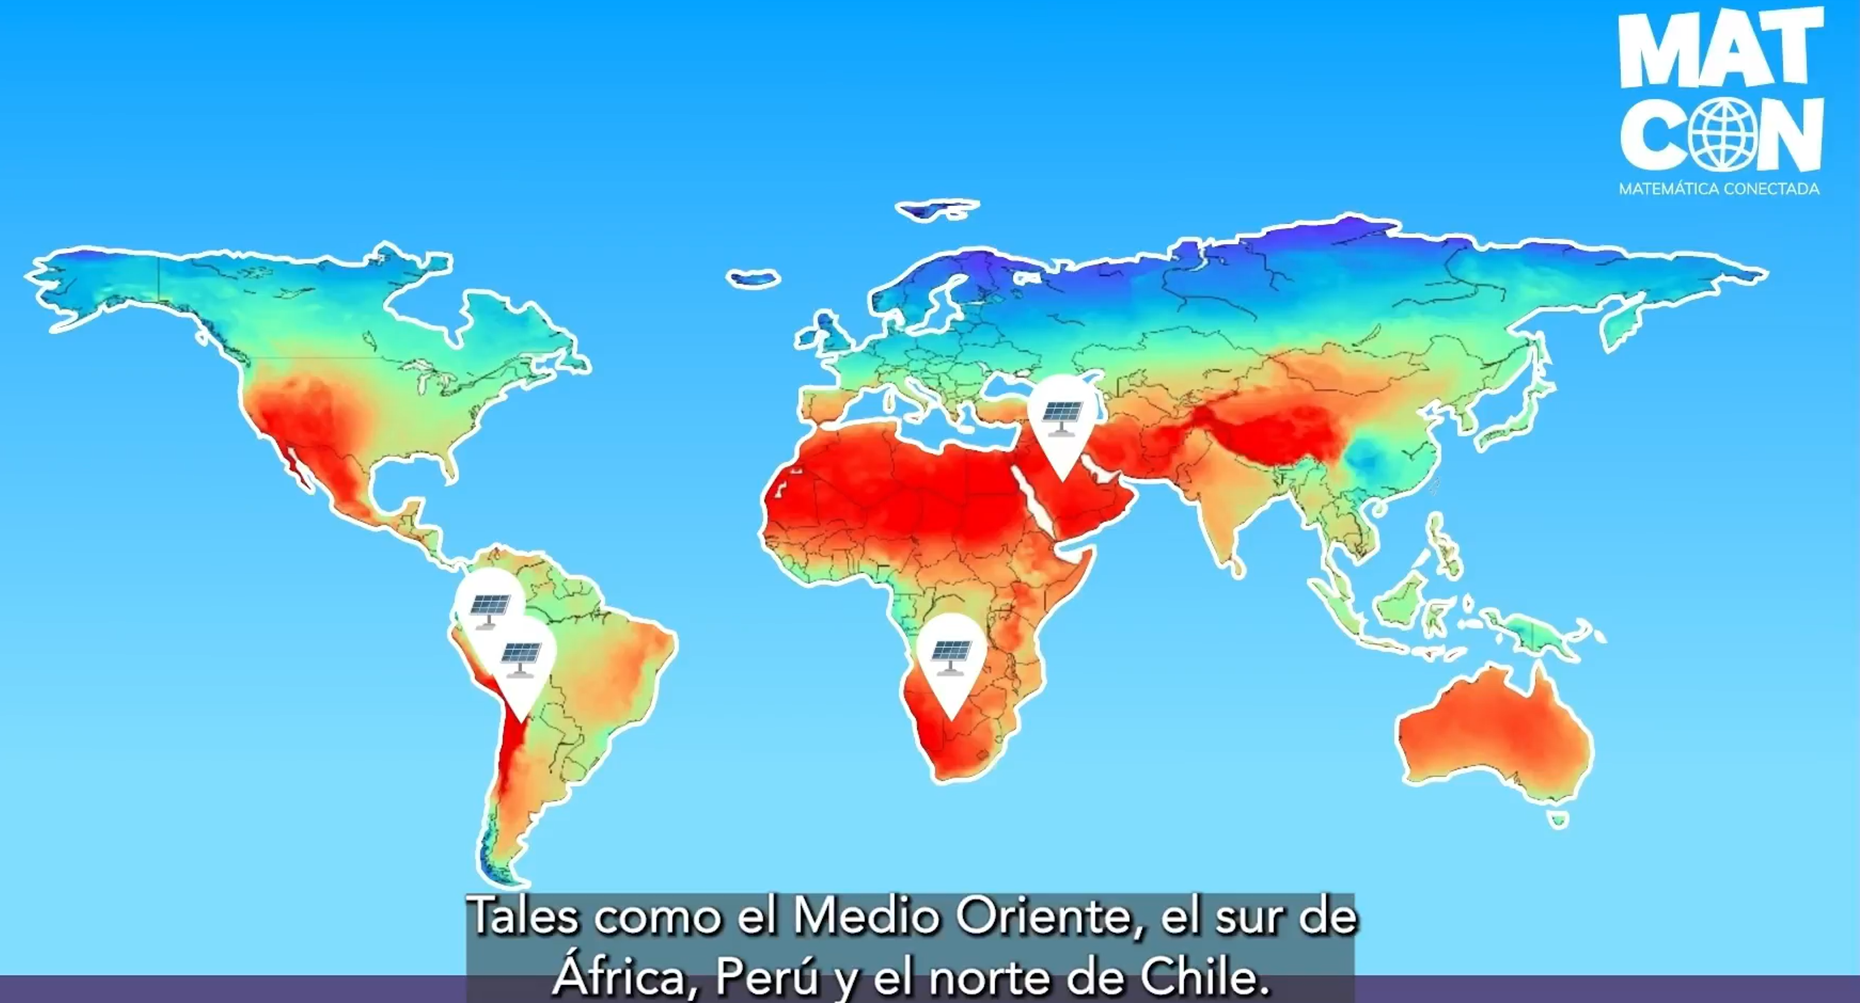 MAT
CON
MATEMÁTICA CONECTADA
Tales como el Medio Oriente, el sur de
África, Perú y el norte de Chile.